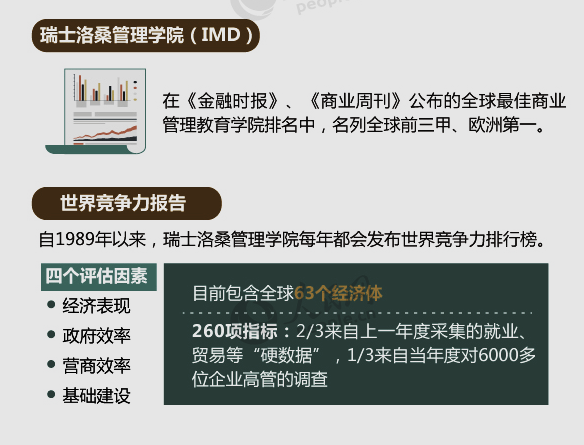 peopl
瑞士洛桑管理学院（IMD）
在《金融时报》、《商业周刊》公布的全球最佳商业
管理教育学院排名中，名列全球前三甲、欧洲第一。
世界竞争力报告
自1989年以来，瑞士洛桑管理学院每年都会发布世界竞争力排行榜。
四个评估因素
经济表现
政府效率
营商效率
基础建设
目前包含全球63个经济体
260项指标：2/3来自上一年度采集的就业、
贸易等“硬数据”，1/3来自当年度对6000多
位企业高管的调查